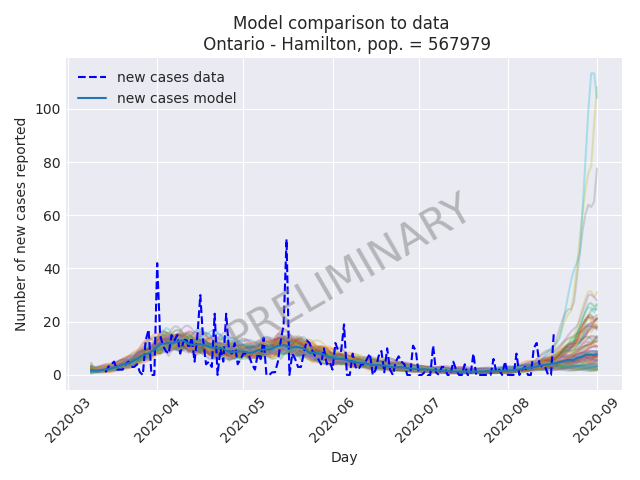 Model comparison to data
Ontario - Hamilton, pop. = 567979
new cases data
new cases model
Number of new cases reported
100
80
60
40
20
0
PRELIMINARY
2020-03
2020-04
2020-05
2020-06
2020-07
2020-08
2020-09
Day